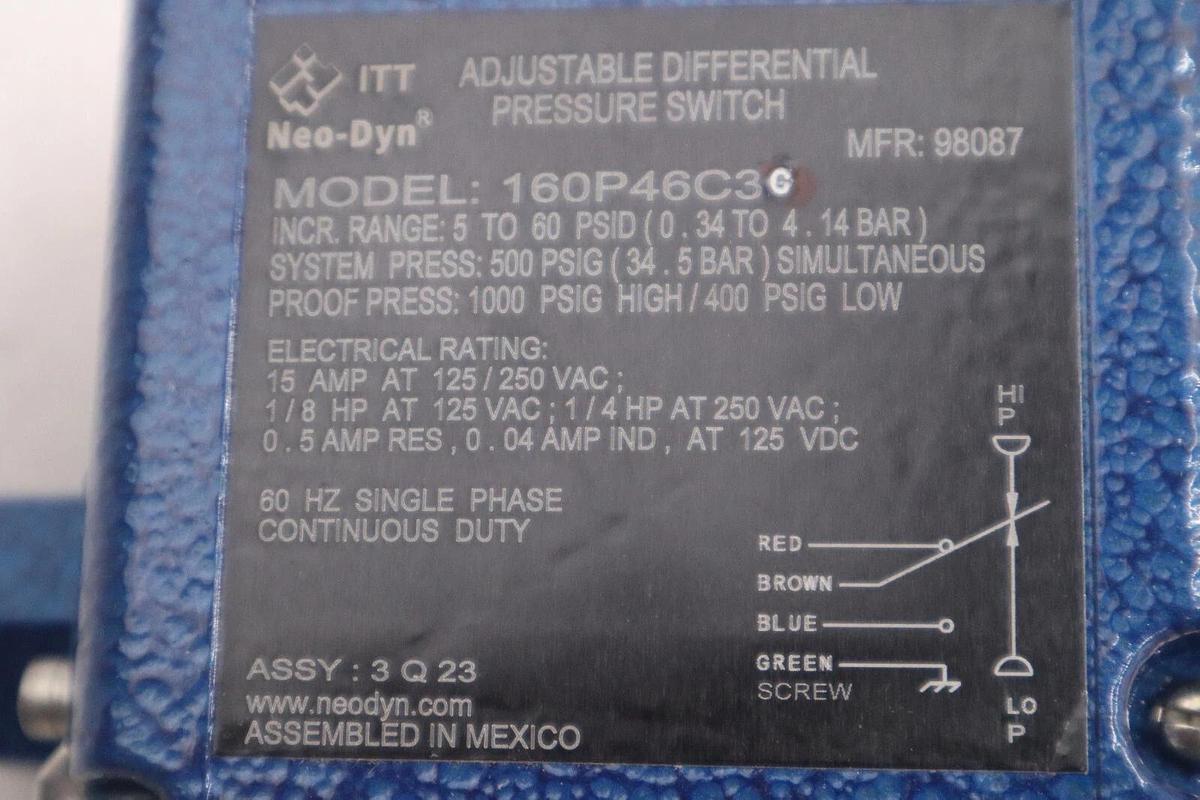 ITT
Neo-Dyn®
ADJUSTABLE DIFFERENTIAL
PRESSURE SWITCH
MFR: 98087
MODEL: 160P46C3G
INCR. RANGE: 5 TO 60 PSID (0.34 TO 4.14 BAR)
SYSTEM PRESS: 500 PSIG (34.5 BAR) SIMULTANEOUS
PROOF PRESS: 1000 PSIG HIGH / 400 PSIG LOW
ELECTRICAL RATING:
15 AMP AT 125 / 250 VAC ;
1 / 8 HP AT 125 VAC ; 1 / 4 HP AT 250 VAC ;
0.5 AMP RES , 0.04 AMP IND , AT 125 VDC
60 HZ SINGLE PHASE
CONTINUOUS DUTY
HI
P
RED
BROWN
BLUE
GREEN
SCREW
LO
P
ASSY : 3 Q 23
www.neodyn.com
ASSEMBLED IN MEXICO